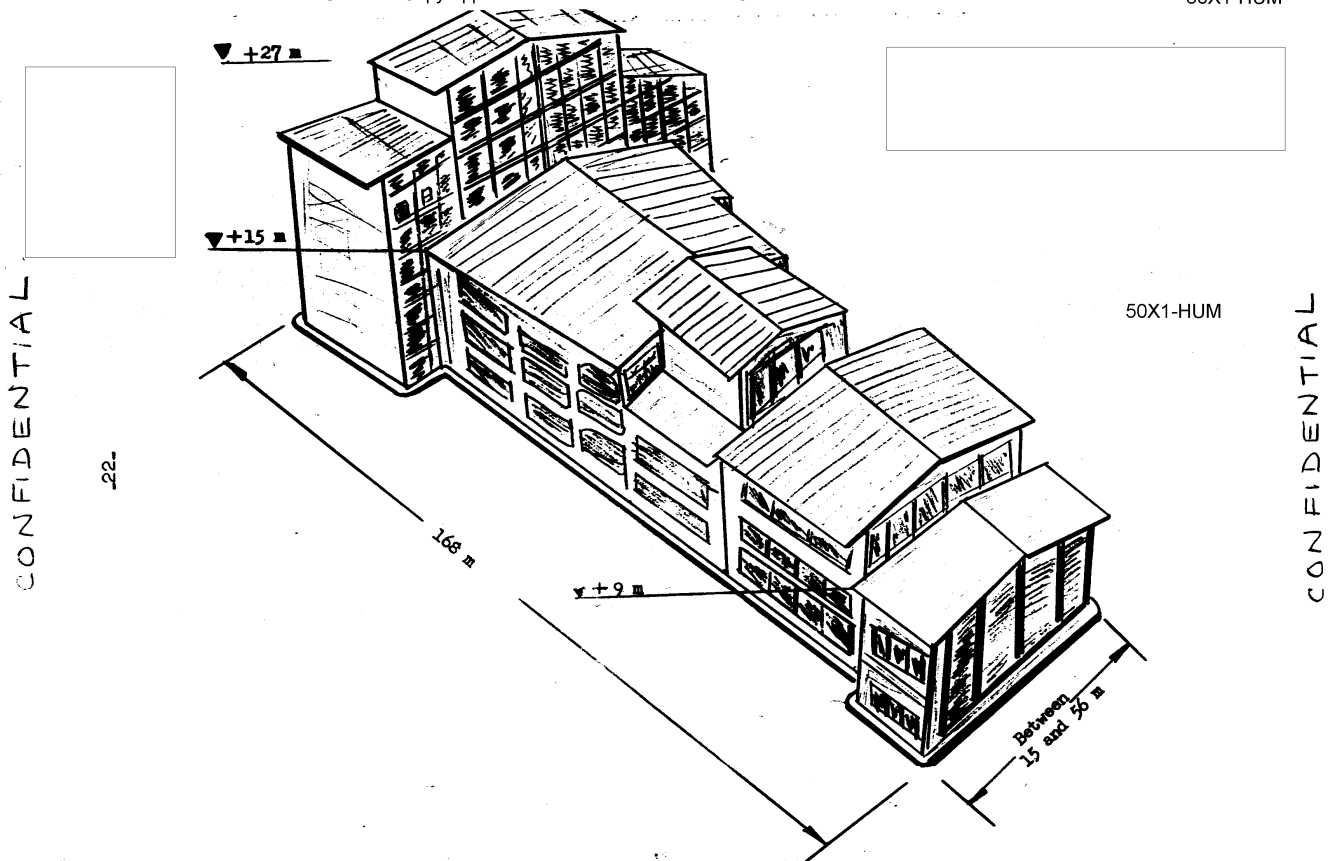 50X1-HUM
▼ +27 m
▼ +15 m
50X1-HUM
CONFIDENTIAL
CONFIDENTIAL
22.
168 m
▼ + 9 m
Between
15 and 56 m